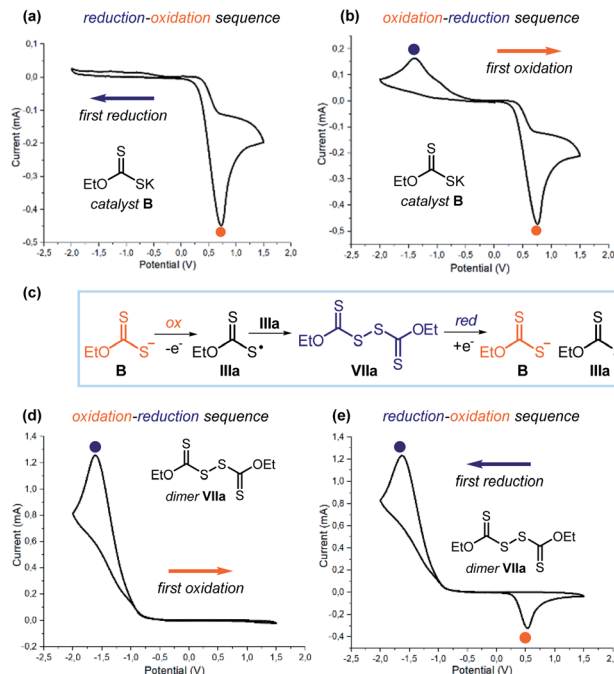 (a) reduction-oxidation sequence
0,1
0,0
-0,1
-0,2
-0,3
-0,4
-0,5
Current (mA)
first reduction
S
EtO SK
catalyst B
-2,5 -2,0 -1,5 -1,0 -0,5 0,0 0,5 1,0 1,5 2,0
Potential (V)
(b) oxidation-reduction sequence
0,3
0,2
0,1
0,0
-0,1
-0,2
-0,3
-0,4
-0,5
Current (mA)
first oxidation
S
EtO SK
catalyst B
-2,5 -2,0 -1,5 -1,0 -0,5 0,0 0,5 1,0 1,5 2,0
Potential (V)
(c)
S
EtO S−
B
ox
-e-
S
EtO S•
IIIa
IIIa
S
EtO S S OEt
S
VIIa
red
+e-
S
EtO S−
B
S
EtO S
IIIa
(d) oxidation-reduction sequence
1,4
1,2
1,0
0,8
0,6
0,4
0,2
0,0
0,2
Current (mA)
S
EtO S S OEt
S
dimer VIIa
first oxidation
-2,5 -2,0 -1,5 -1,0 -0,5 0,0 0,5 1,0 1,5 2,0
Potential (V)
(e) reduction-oxidation sequence
1,4
1,2
1,0
0,8
0,6
0,4
0,2
0,0
-0,2
-0,4
Current (mA)
first reduction
S
EtO S S OEt
S
dimer VIIa
-2,5 -2,0 -1,5 -1,0 -0,5 0,0 0,5 1,0 1,5 2,0
Potential (V)